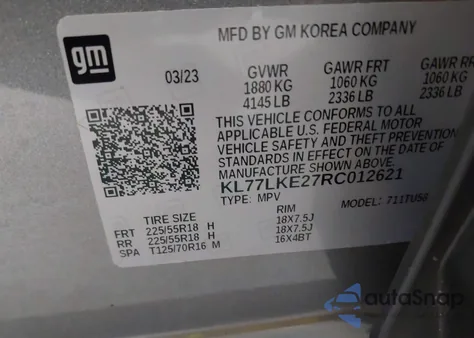 gm
MFD BY GM KOREA COMPANY
03/23
GVWR GAWR FRT GAWR RR
1880 KG 1060 KG 1060 KG
4145 LB 2336 LB 2336 LB
THIS VEHICLE CONFORMS TO ALL
APPLICABLE U.S. FEDERAL MOTOR
VEHICLE SAFETY AND THEFT PREVENTION
STANDARDS IN EFFECT ON THE DATE OF
MANUFACTURE SHOWN ABOVE.
KL77LKE27RC012621
TYPE: MPV MODEL: 711TU58
TIRE SIZE RIM
FRT 225/55R18 H 18X7.5J
RR 225/55R18 H 18X7.5J
SPA T125/70R16 M 16X4BT
autoSnap